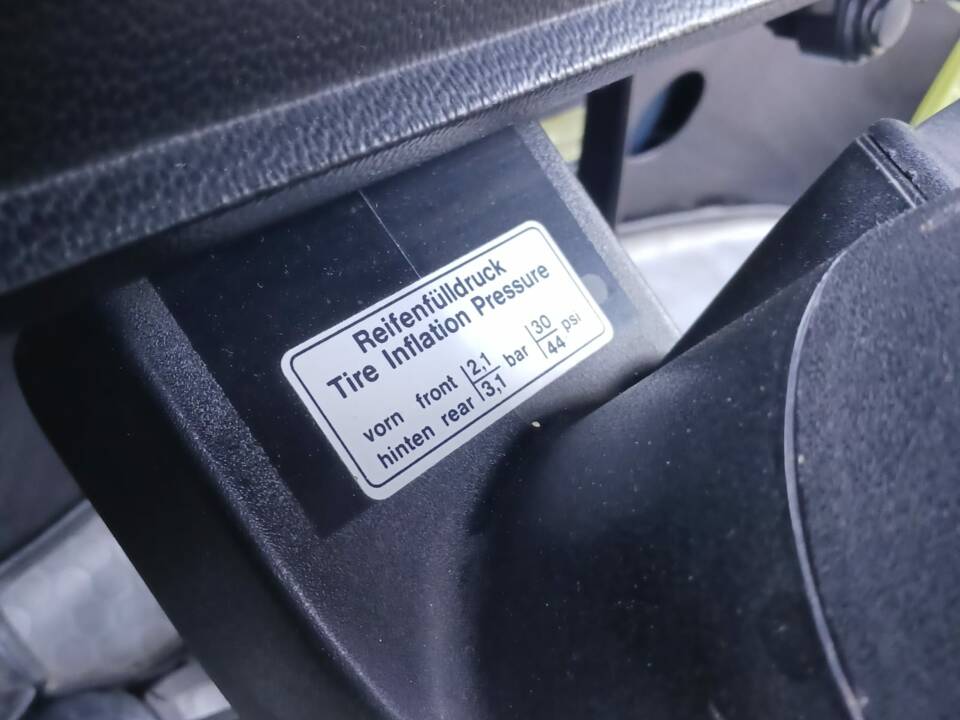 Reifenfülldruck
Tire Inflation Pressure
vorn front 2,1 bar 30 psi
hinten rear 3,1 44